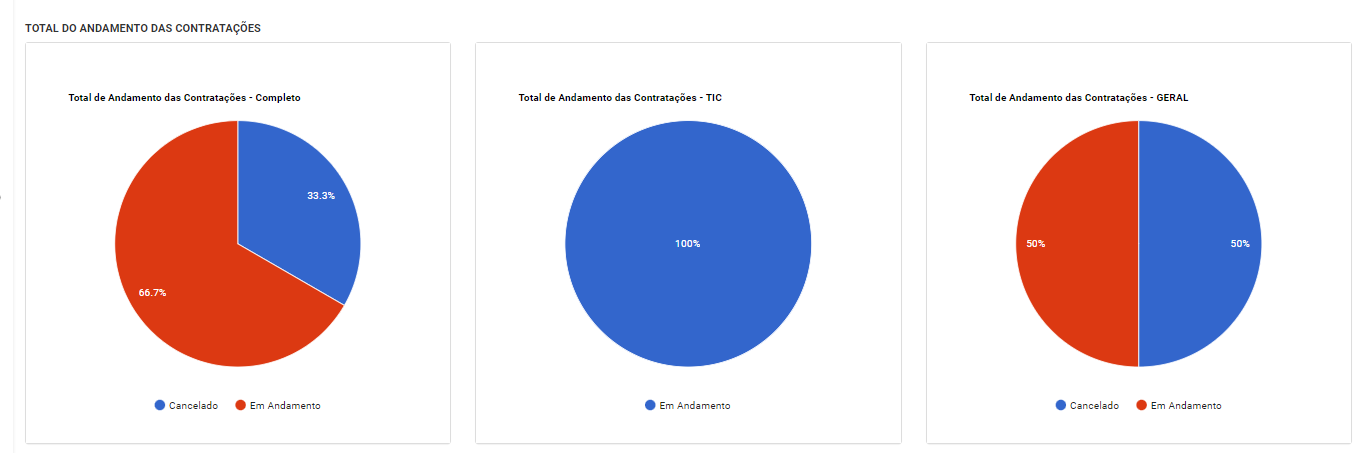 TOTAL DO ANDAMENTO DAS CONTRATAÇÕES
Total de Andamento das Contratações - Completo
33.3%
66.7%
Cancelado
Em Andamento
Total de Andamento das Contratações - TIC
100%
Em Andamento
Total de Andamento das Contratações - GERAL
50%
50%
Cancelado
Em Andamento